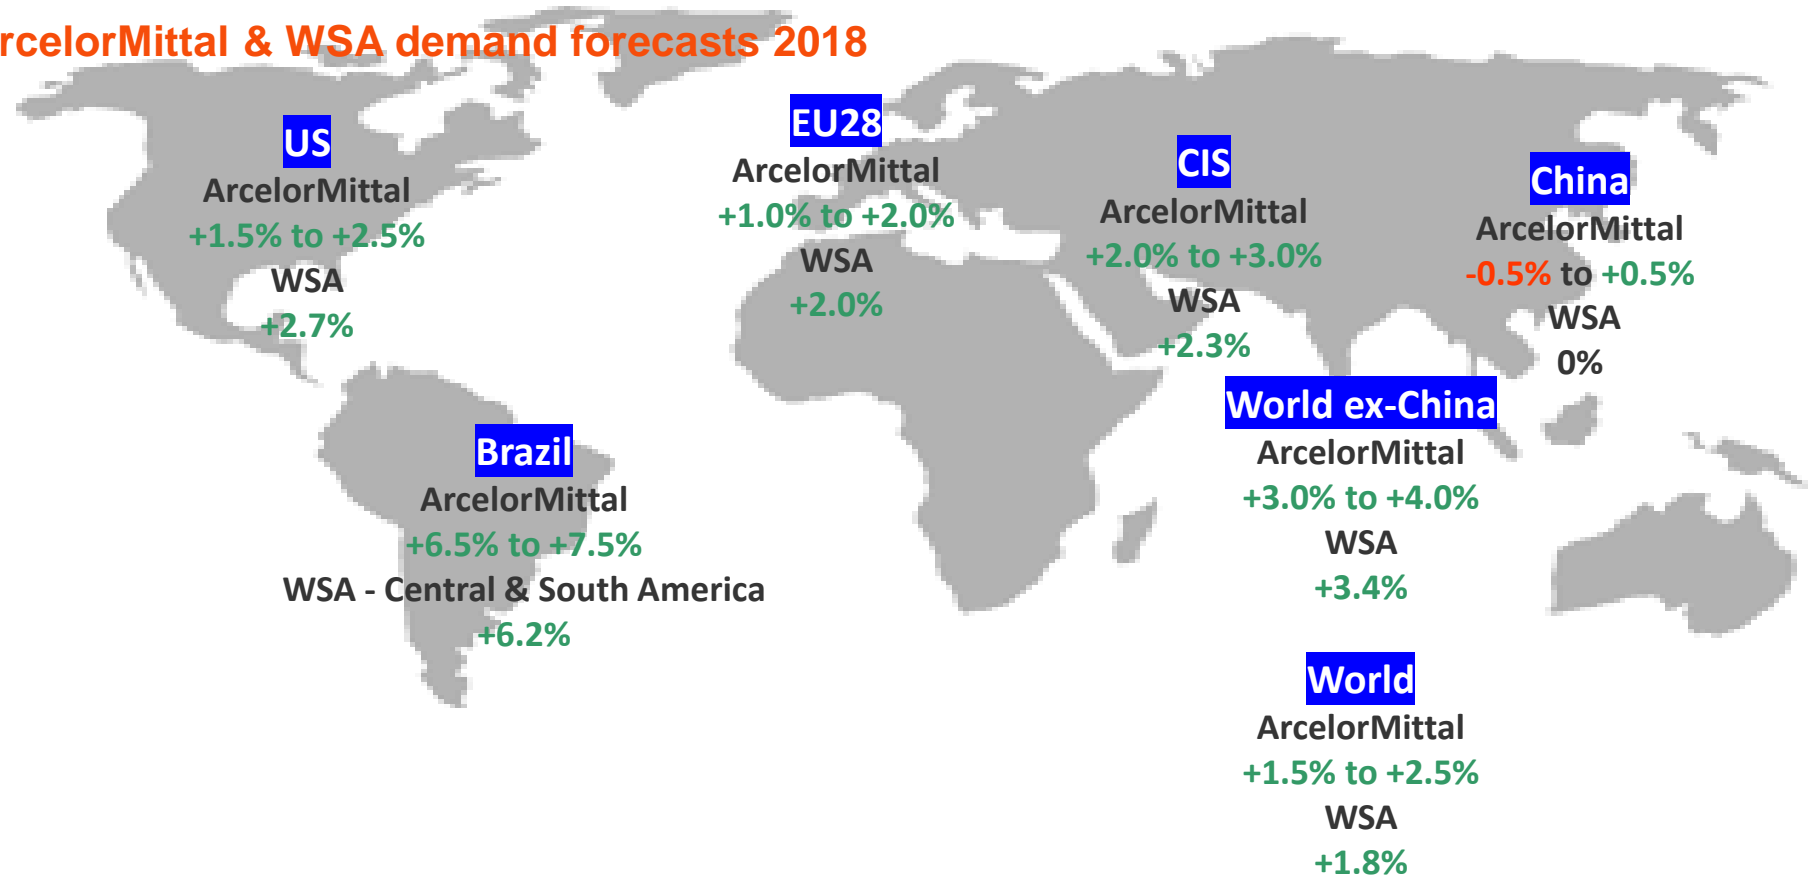 rcelorMittal & WSA demand forecasts 2018
US
ArcelorMittal
+1.5% to +2.5%
WSA
+2.7%
EU28
ArcelorMittal
+1.0% to +2.0%
WSA
+2.0%
CIS
ArcelorMittal
+2.0% to +3.0%
WSA
+2.3%
China
ArcelorMittal
-0.5% to +0.5%
WSA
0%
Brazil
ArcelorMittal
+6.5% to +7.5%
WSA - Central & South America
+6.2%
World ex-China
ArcelorMittal
+3.0% to +4.0%
WSA
+3.4%
World
ArcelorMittal
+1.5% to +2.5%
WSA
+1.8%